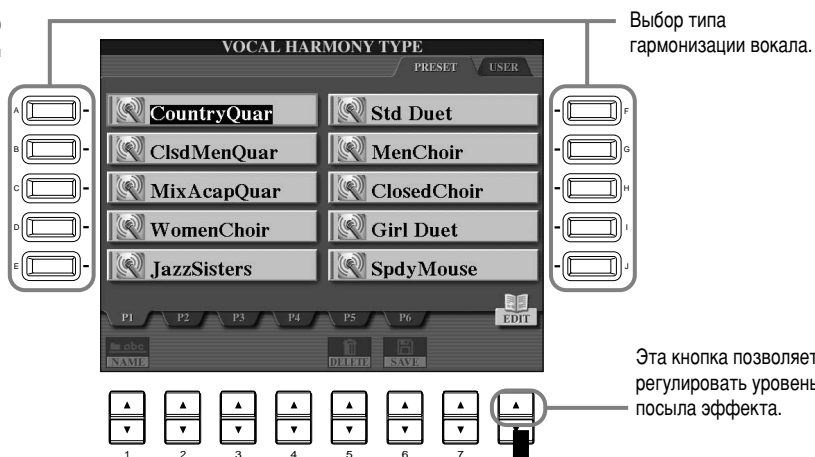 Выбор типа
гармонизации вокала.
VOCAL HARMONY TYPE
PRESET USER
A CountryQuar Std Duet F
B ClsdMenQuar MenChoir G
C MixAcapQuar ClosedChoir H
D WomenChoir Girl Duet I
E JazzSisters SpdyMouse J
P1 P2 P3 P4 P5 P6 EDIT
abc
NAME DELETE SAVE
Эта кнопка позволяет
регулировать уровень
посыла эффекта.
1 2 3 4 5 6 7